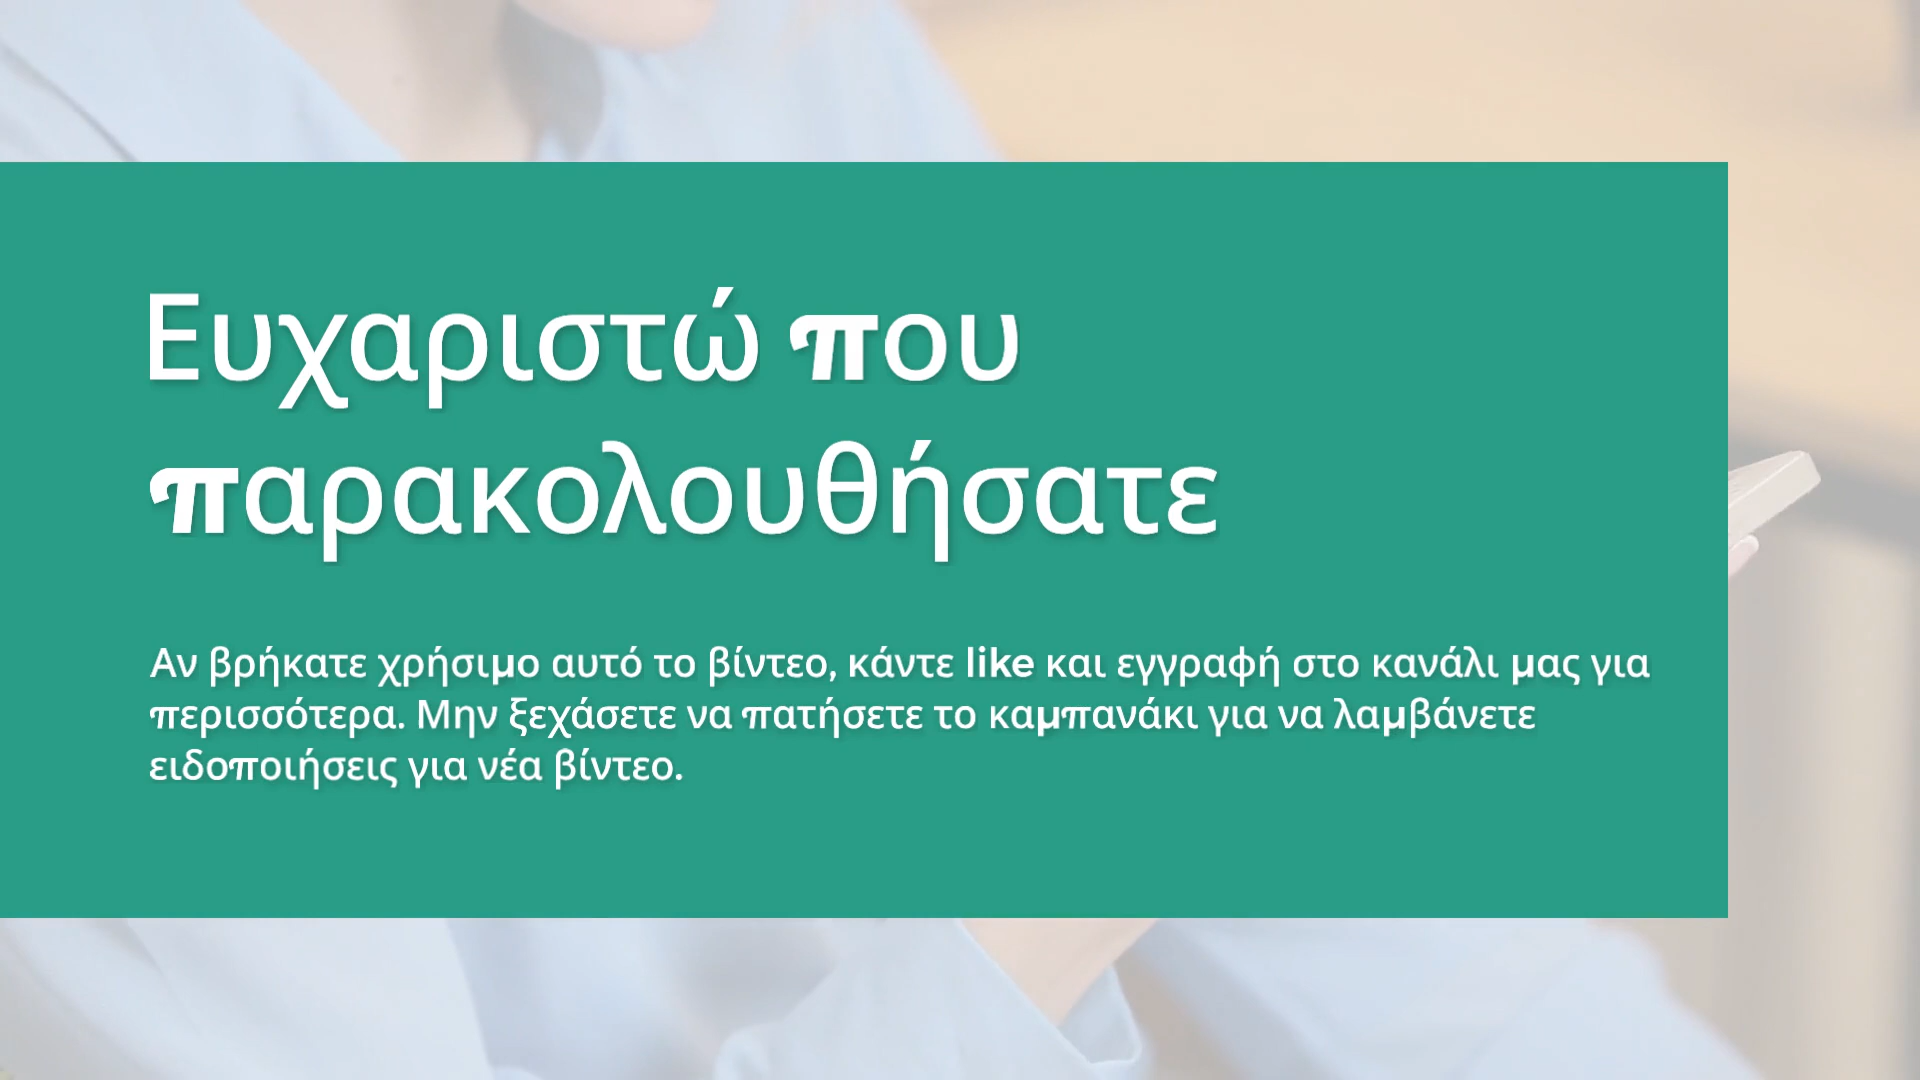 Ευχαριστώ που
παρακολουθήσατε
Αν βρήκατε χρήσιμο αυτό το βίντεο, κάντε like και εγγραφή στο κανάλι μας για
περισσότερα. Μην ξεχάσετε να πατήσετε το καμπανάκι για να λαμβάνετε
ειδοποιήσεις για νέα βίντεο.